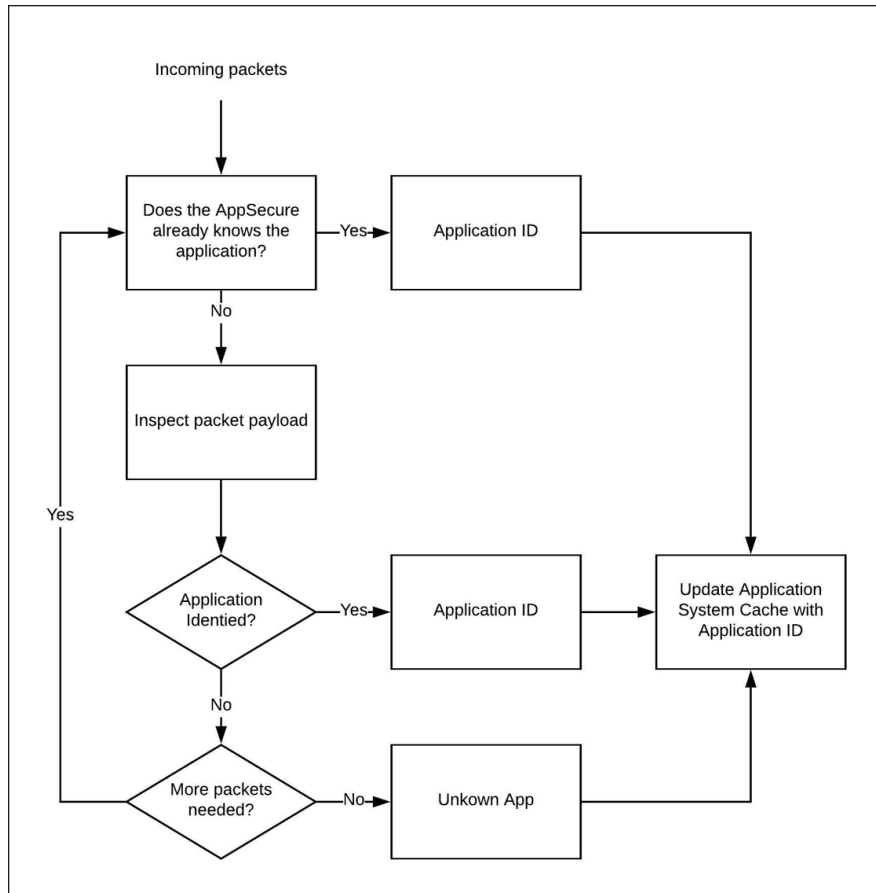 Incoming packets
Does the AppSecure
already knows the
application?
Yes
Application ID
No
Inspect packet payload
Yes
Application
Identied?
Yes
Application ID
Update Application
System Cache with
Application ID
No
More packets
needed?
No
Unkown App